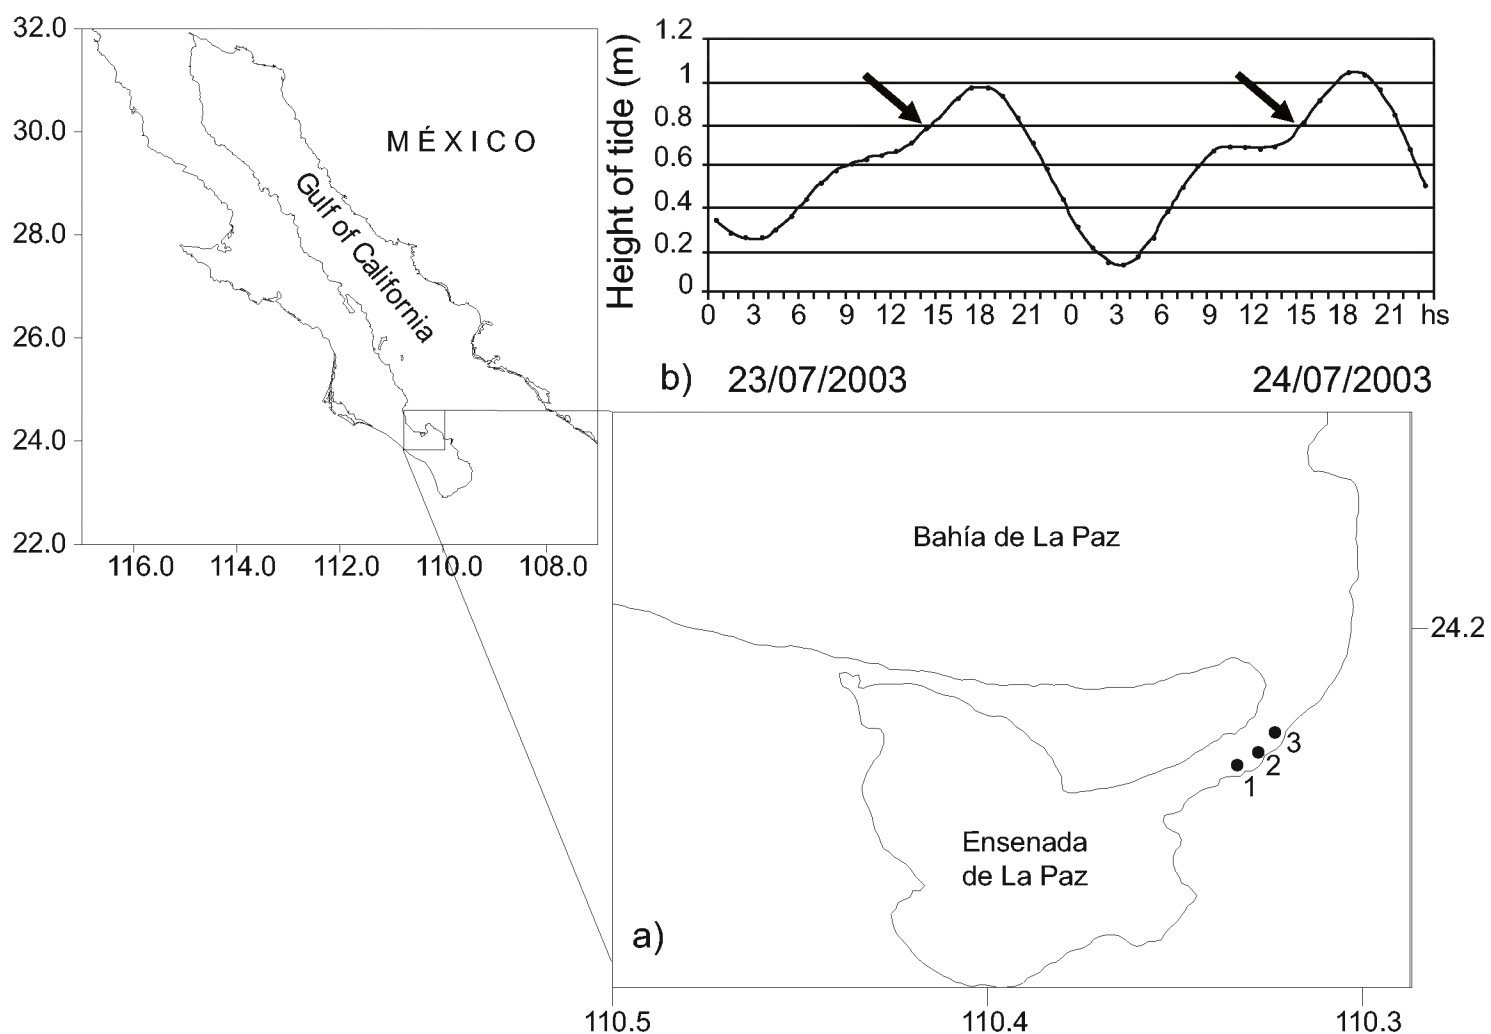 32.0
30.0
28.0
26.0
24.0
22.0
116.0 114.0 112.0 110.0 108.0
MÉXICO
Gulf of California
Height of tide (m)
1.2
1
0.8
0.6
0.4
0.2
0
0 3 6 9 12 15 18 21 0 3 6 9 12 15 18 21 hs
b) 23/07/2003 24/07/2003
Bahía de La Paz
24.2
3
2
1
Ensenada
de La Paz
a)
110.5 110.4 110.3